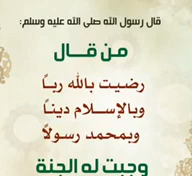 قال رسول الله صلى الله عليه وسلم:
من قال
رضيت بالله رباً
وبالإسلام ديناً
وبمحمد رسولاً
وجبت له الجنة